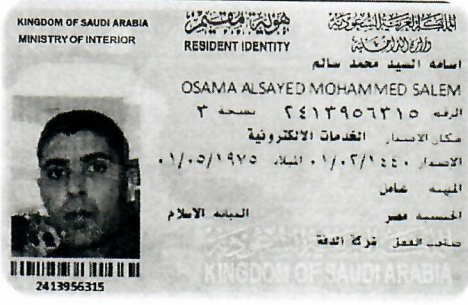 KINGDOM OF SAUDI ARABIA
MINISTRY OF INTERIOR
هوية مقيم
RESIDENT IDENTITY
المملكة العربية السعودية
وزارة الداخلية
اسامه السيد محمد سالم
OSAMA ALSAYED MOHAMMED SALEM
الرقم ٢٤١٣٩٥٦٣١٥ نسخه ٣
مكان الاصدار الخدمات الالكترونية
الاصدار ٠١/٠٢/١٤٤٠ الميلاد ٠١/٠٥/١٩٧٥
المهنه عامل
الجنسيه مصر الديانه الاسلام
صاحب العمل شركة الدقة
KINGDOM OF SAUDI ARABIA
2413956315